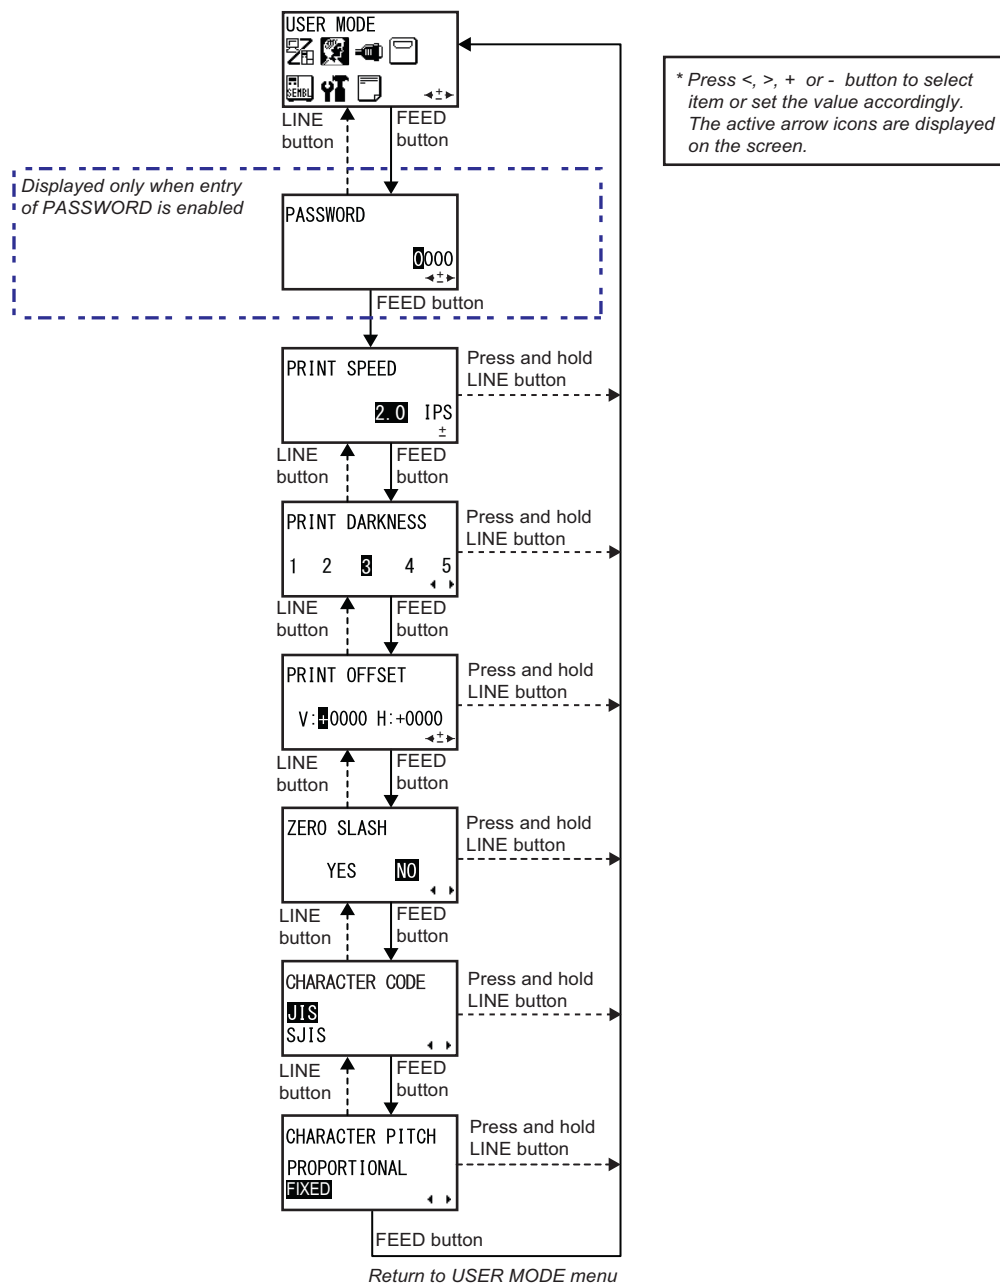 USER MODE
SEMBL
LINE
button
FEED
button
* Press <, >, + or - button to select
item or set the value accordingly.
The active arrow icons are displayed
on the screen.
Displayed only when entry
of PASSWORD is enabled
PASSWORD
0000
FEED button
PRINT SPEED
2.0 IPS
Press and hold
LINE button
LINE
button
FEED
button
PRINT DARKNESS
1 2 3 4 5
Press and hold
LINE button
LINE
button
FEED
button
PRINT OFFSET
V:+0000 H:+0000
Press and hold
LINE button
LINE
button
FEED
button
ZERO SLASH
YES NO
Press and hold
LINE button
LINE
button
FEED
button
CHARACTER CODE
JIS
SJIS
Press and hold
LINE button
LINE
button
FEED
button
CHARACTER PITCH
PROPORTIONAL
FIXED
Press and hold
LINE button
FEED button
Return to USER MODE menu